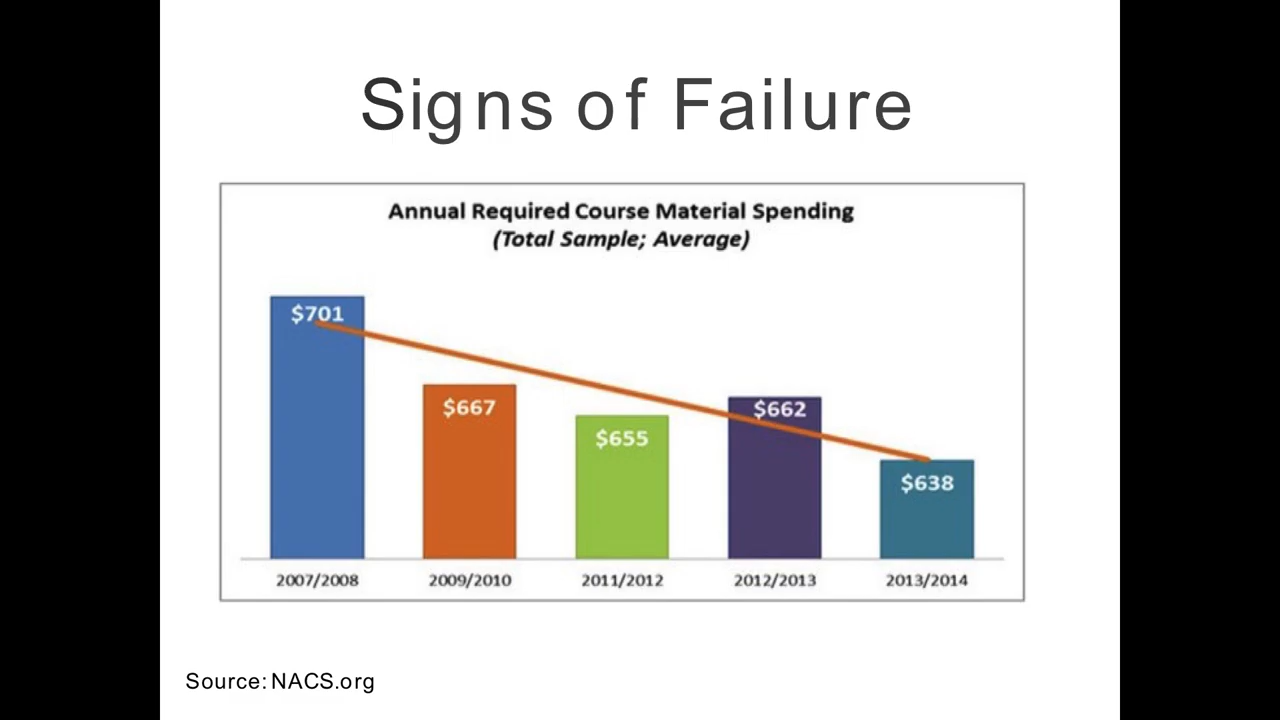 Signs of Failure
Annual Required Course Material Spending
(Total Sample; Average)
$701
$667
$655
$662
$638
2007/2008
2009/2010
2011/2012
2012/2013
2013/2014
Source: NACS.org